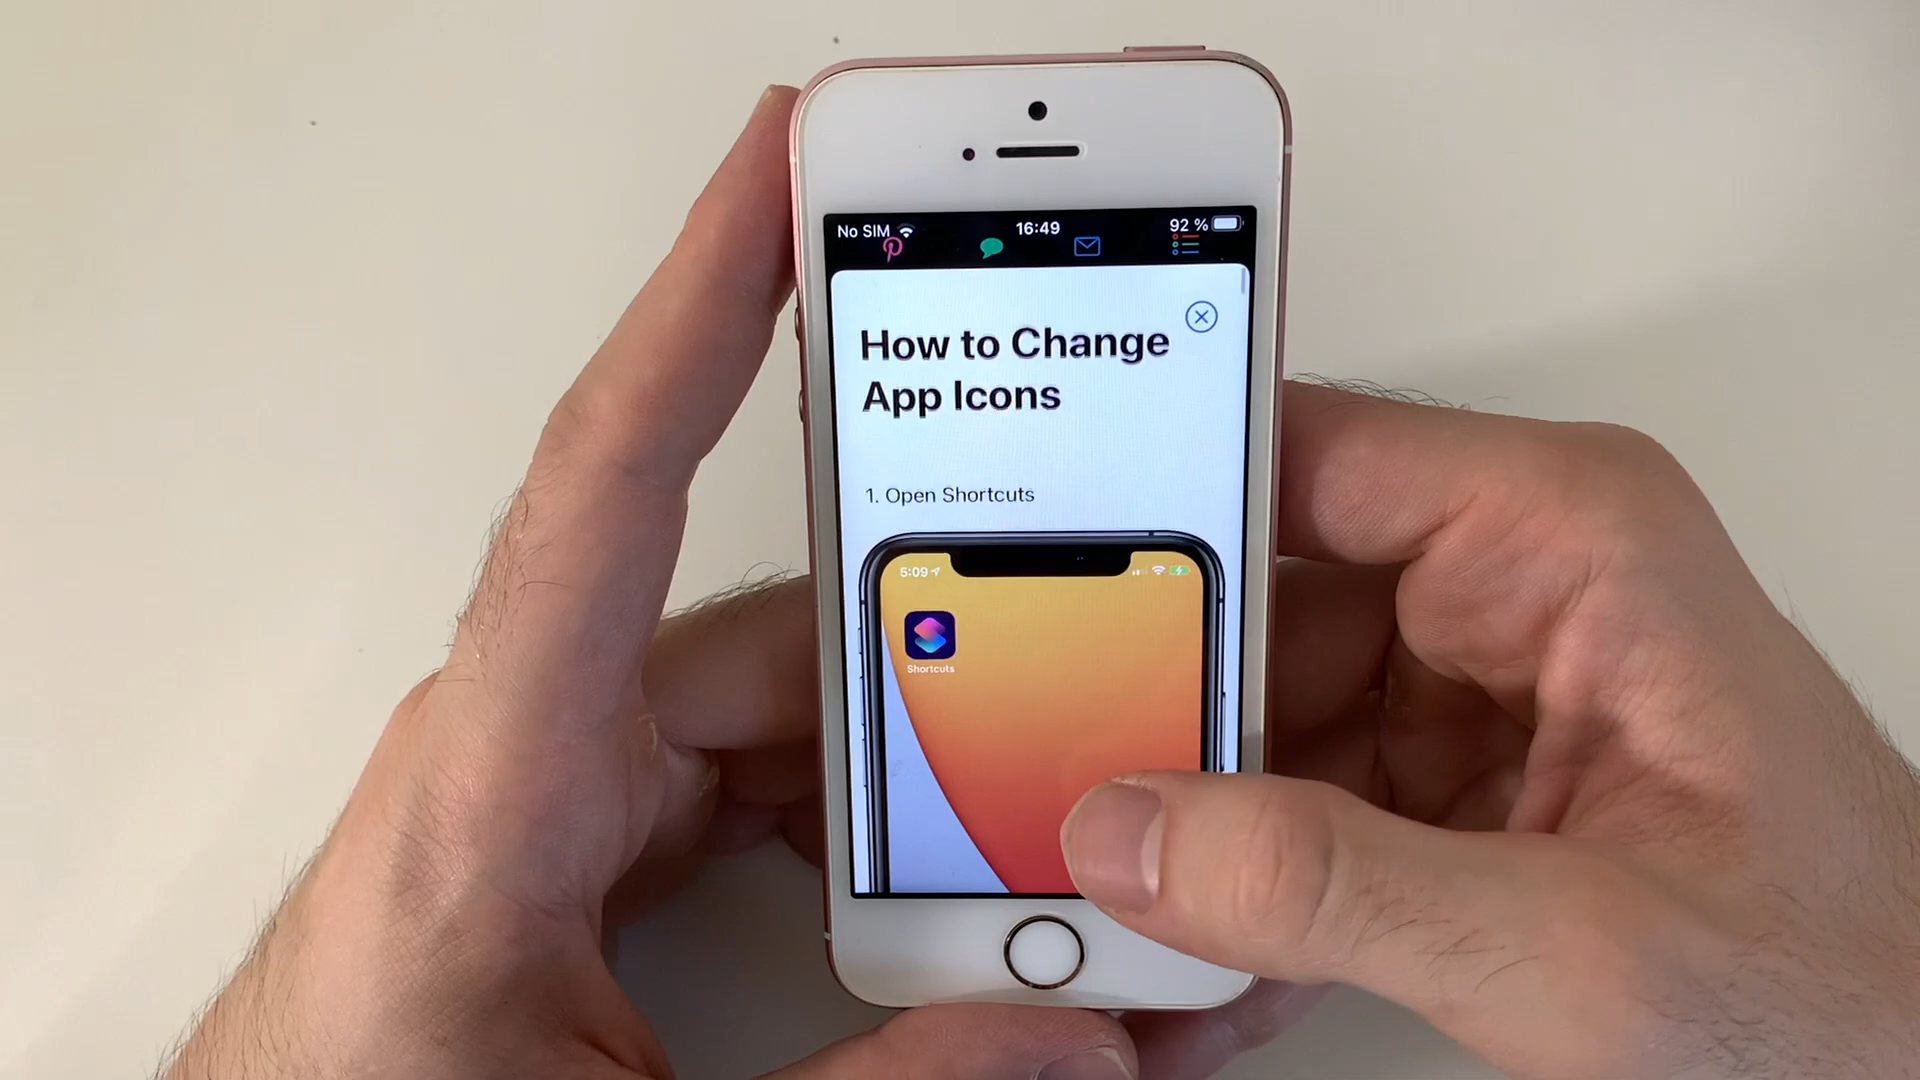 No SIM 16:49 92 %
How to Change
App Icons
1. Open Shortcuts
5:09
Shortcuts